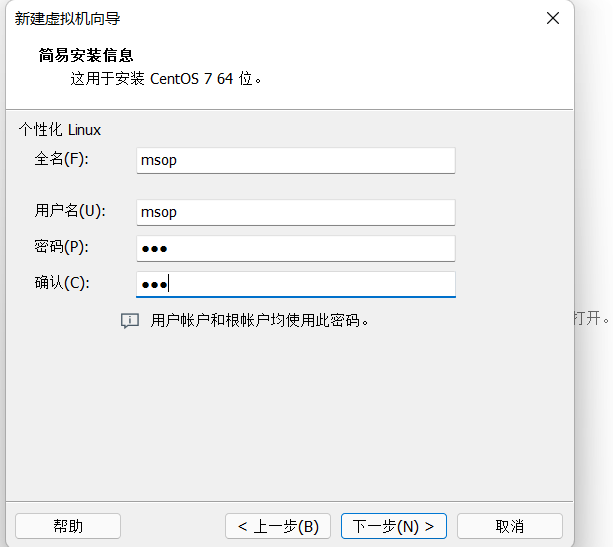 新建虚拟机向导
简易安装信息
这用于安装 CentOS 7 64 位。
个性化 Linux
全名(F):
msop
用户名(U):
msop
密码(P):
●●●
确认(C):
●●●
用户帐户和根帐户均使用此密码。
打开。
帮助
< 上一步(B)
下一步(N) >
取消